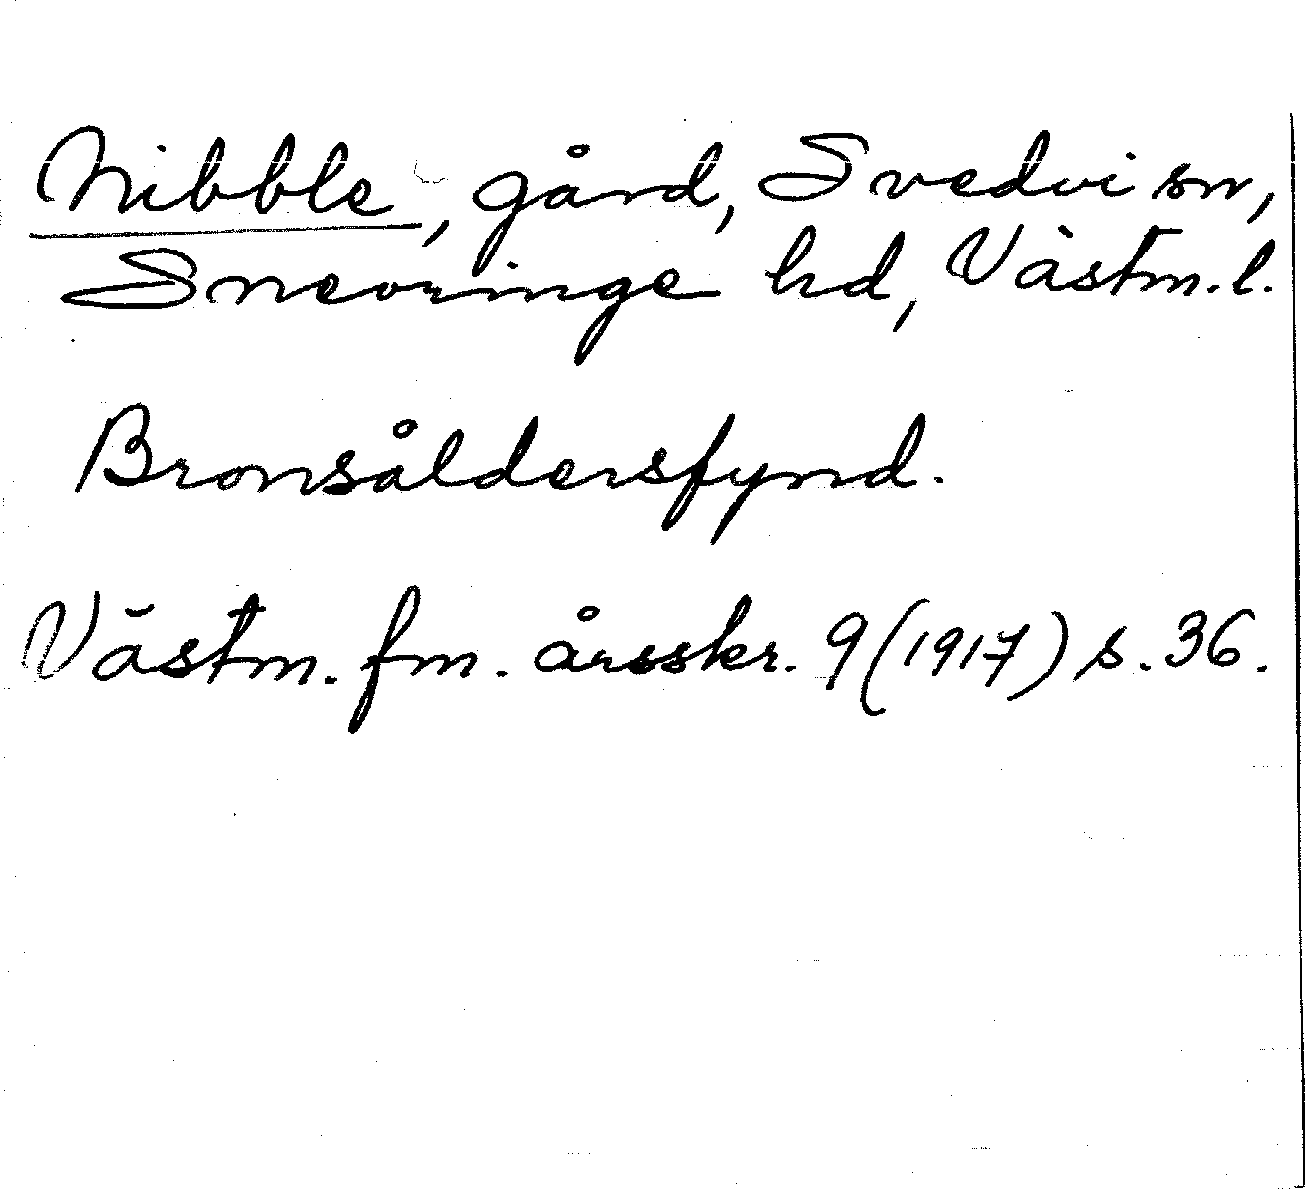 Nibble, gård, Svedvi sn,
Snevringe hd, Västm. l.
Bronsåldersfynd.
Västm. fm. årsskr. 9 (1917) s. 36.